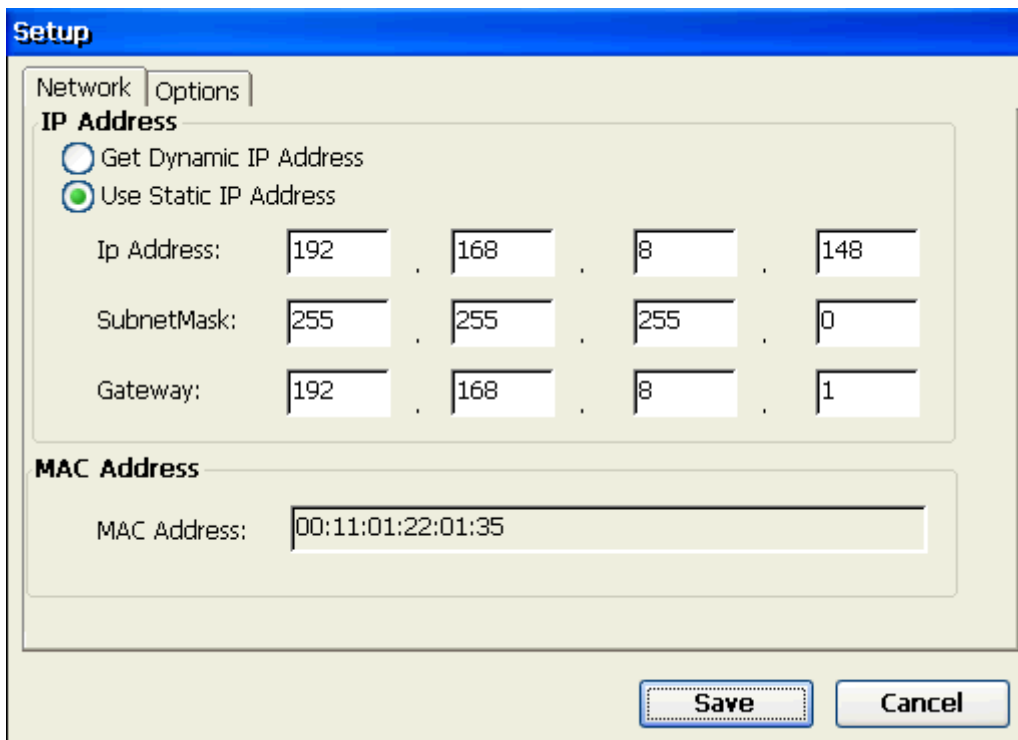 Setup
Network Options
IP Address
Get Dynamic IP Address
Use Static IP Address
Ip Address: 192 . 168 . 8 . 148
SubnetMask: 255 . 255 . 255 . 0
Gateway: 192 . 168 . 8 . 1
MAC Address
MAC Address: 00:11:01:22:01:35
Save Cancel